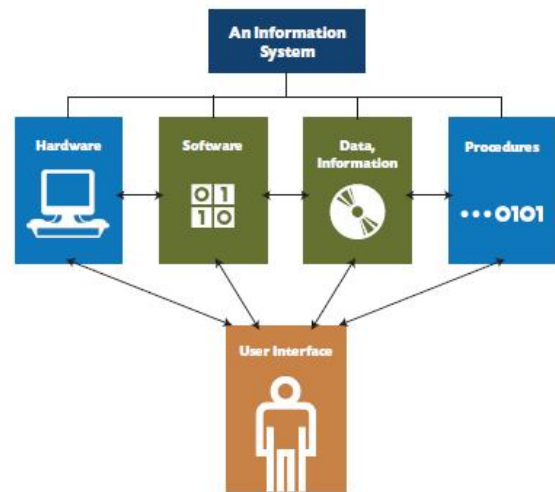 An Information
System
Hardware
Software
Data,
Information
Procedures
01
10
•••0101
User Interface